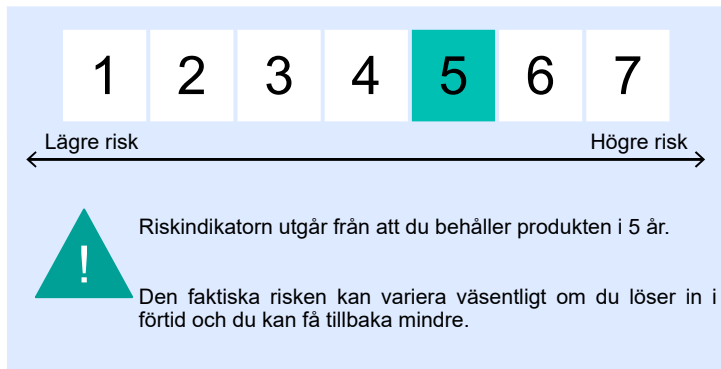 1 2 3 4 5 6 7
Lägre risk Högre risk
Riskindikatorn utgår från att du behåller produkten i 5 år.
!
Den faktiska risken kan variera väsentligt om du löser in i
förtid och du kan få tillbaka mindre.